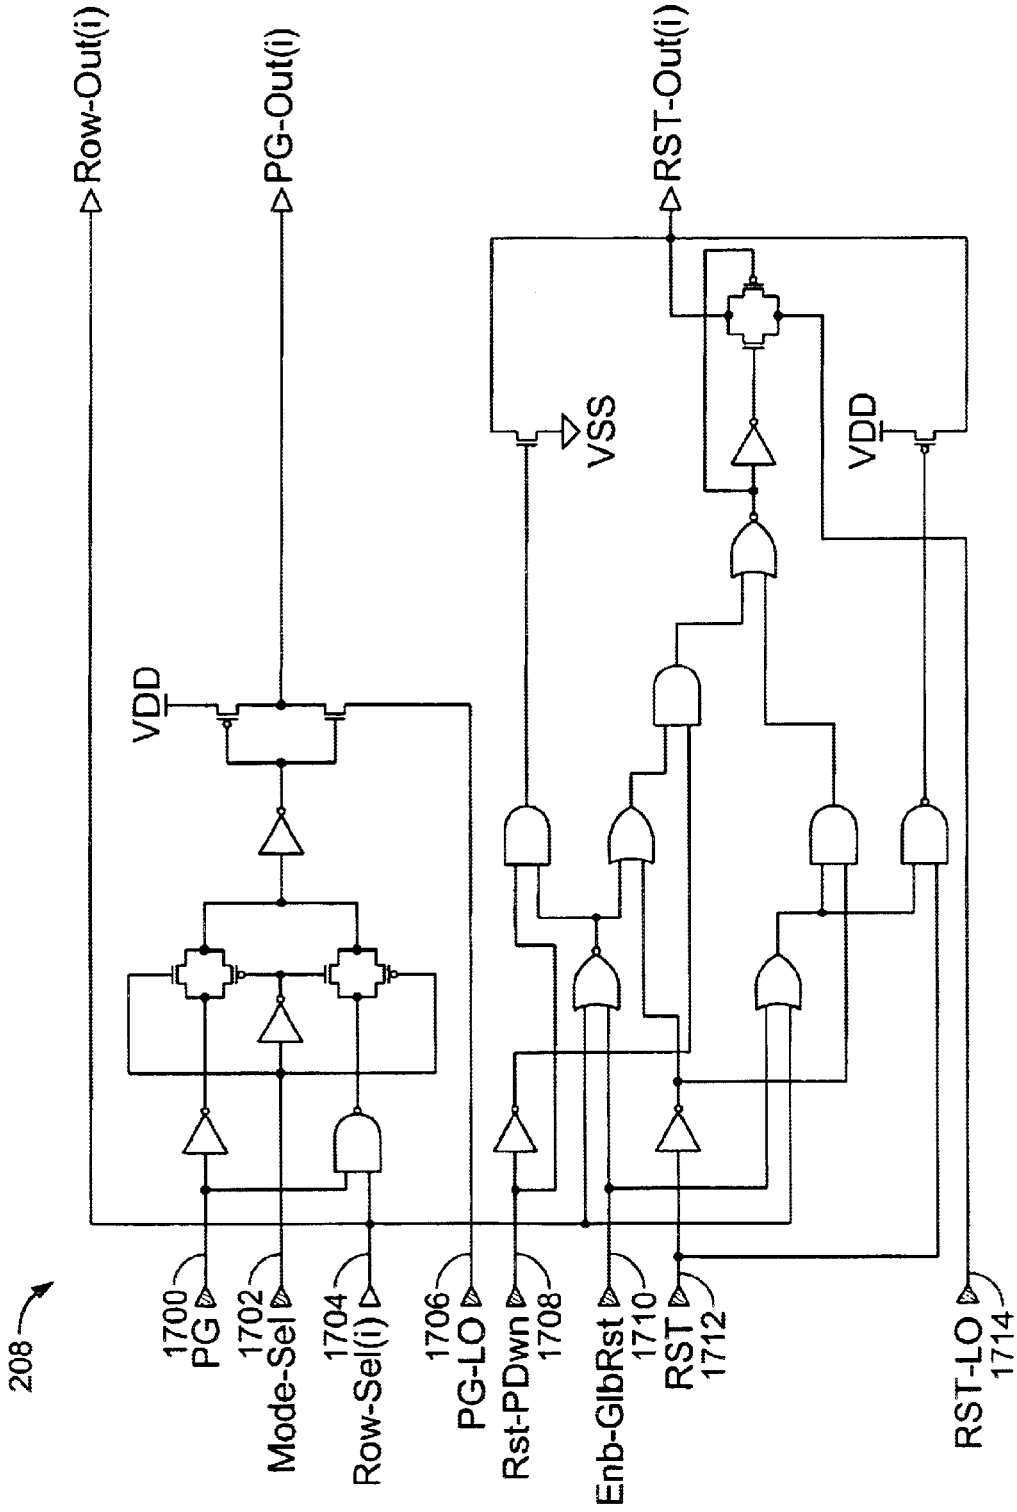 208
1700
PG
1702
Mode-Sel
1704
Row-Sel(i)
1706
PG-LO
Rst-PDwn
1708
Enb-GlbRst
1710
RST
1712
RST-LO
1714
VDD
VSS
VDD
Row-Out(i)
PG-Out(i)
RST-Out(i)